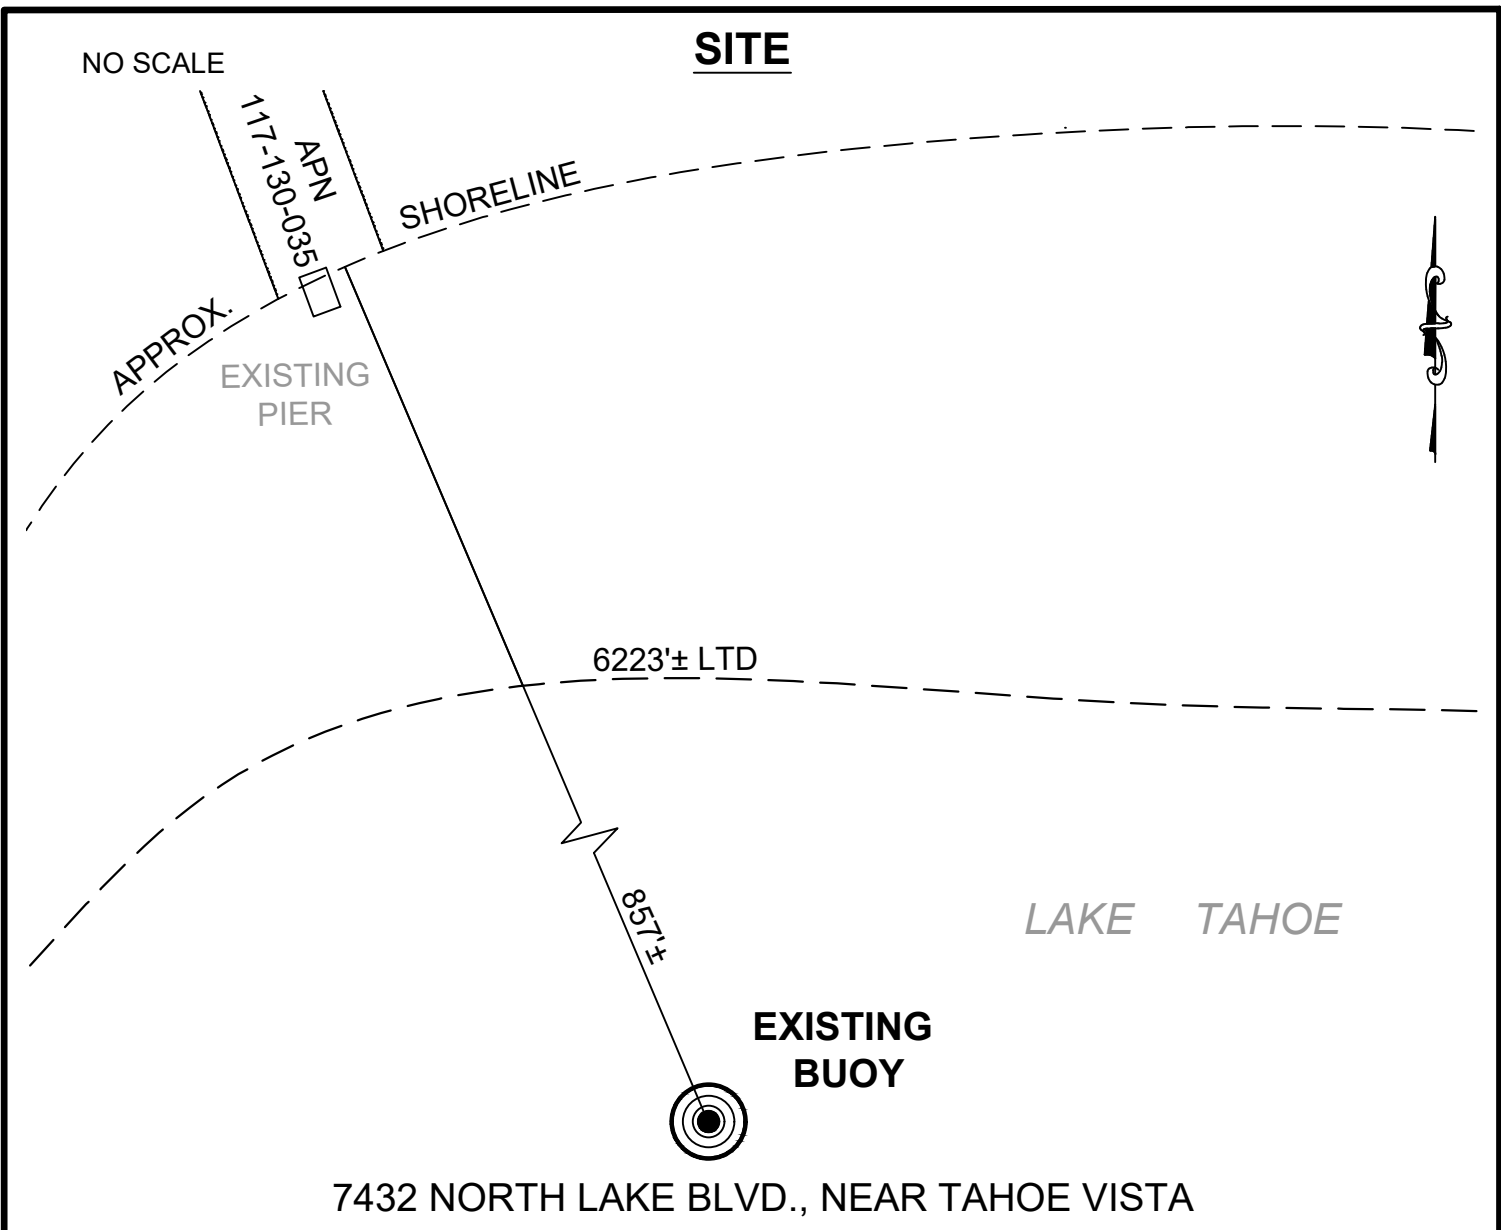 SITE
NO SCALE
APN
117-130-035
SHORELINE
APPROX.
EXISTING
PIER
6223'± LTD
857'±
LAKE TAHOE
EXISTING
BUOY
7432 NORTH LAKE BLVD., NEAR TAHOE VISTA